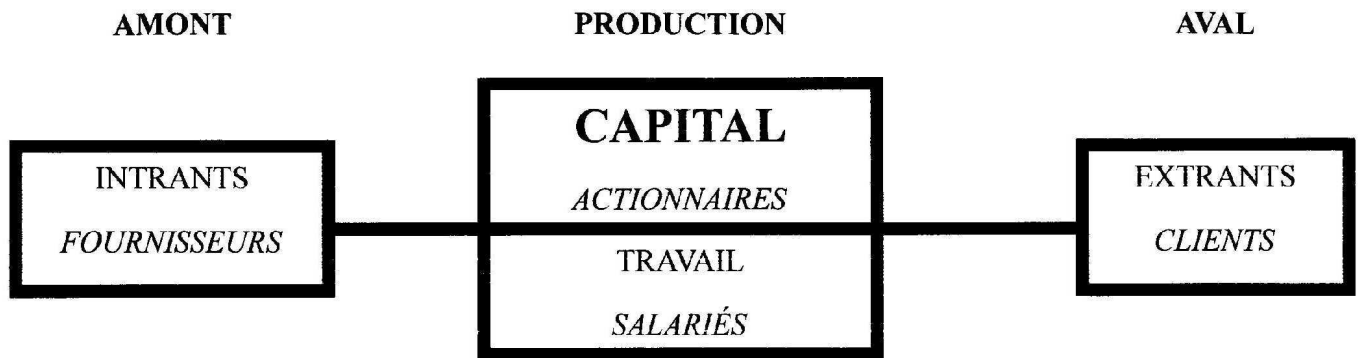 AMONT
PRODUCTION
AVAL
INTRANTS
FOURNISSEURS
CAPITAL
ACTIONNAIRES
TRAVAIL
SALARIÉS
EXTRANTS
CLIENTS